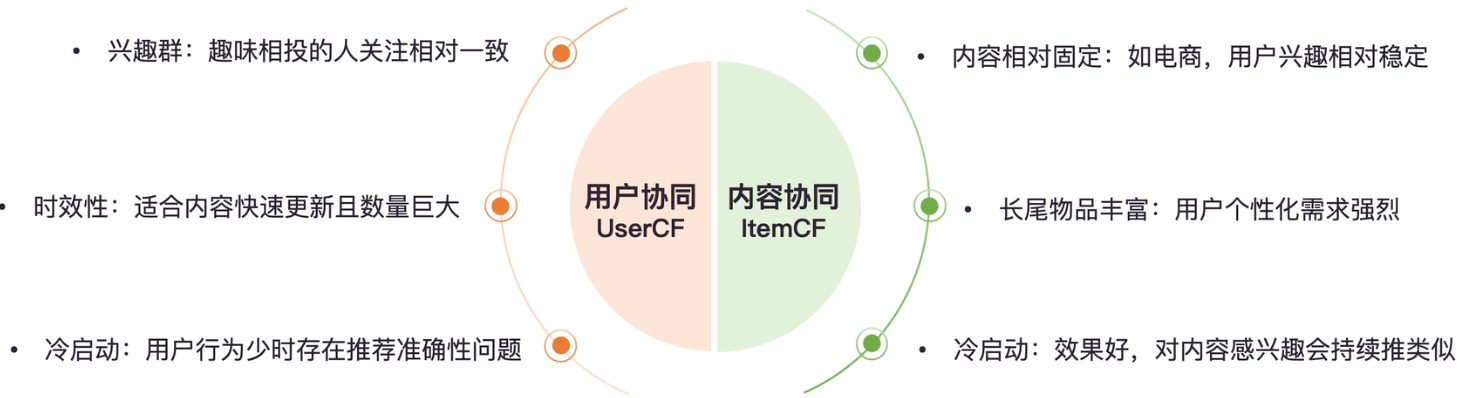 • 兴趣群：趣味相投的人关注相对一致
• 时效性：适合内容快速更新且数量巨大
• 冷启动：用户行为少时存在推荐准确性问题
用户协同
UserCF
内容协同
ItemCF
• 内容相对固定：如电商，用户兴趣相对稳定
• 长尾物品丰富：用户个性化需求强烈
• 冷启动：效果好，对内容感兴趣会持续推类似